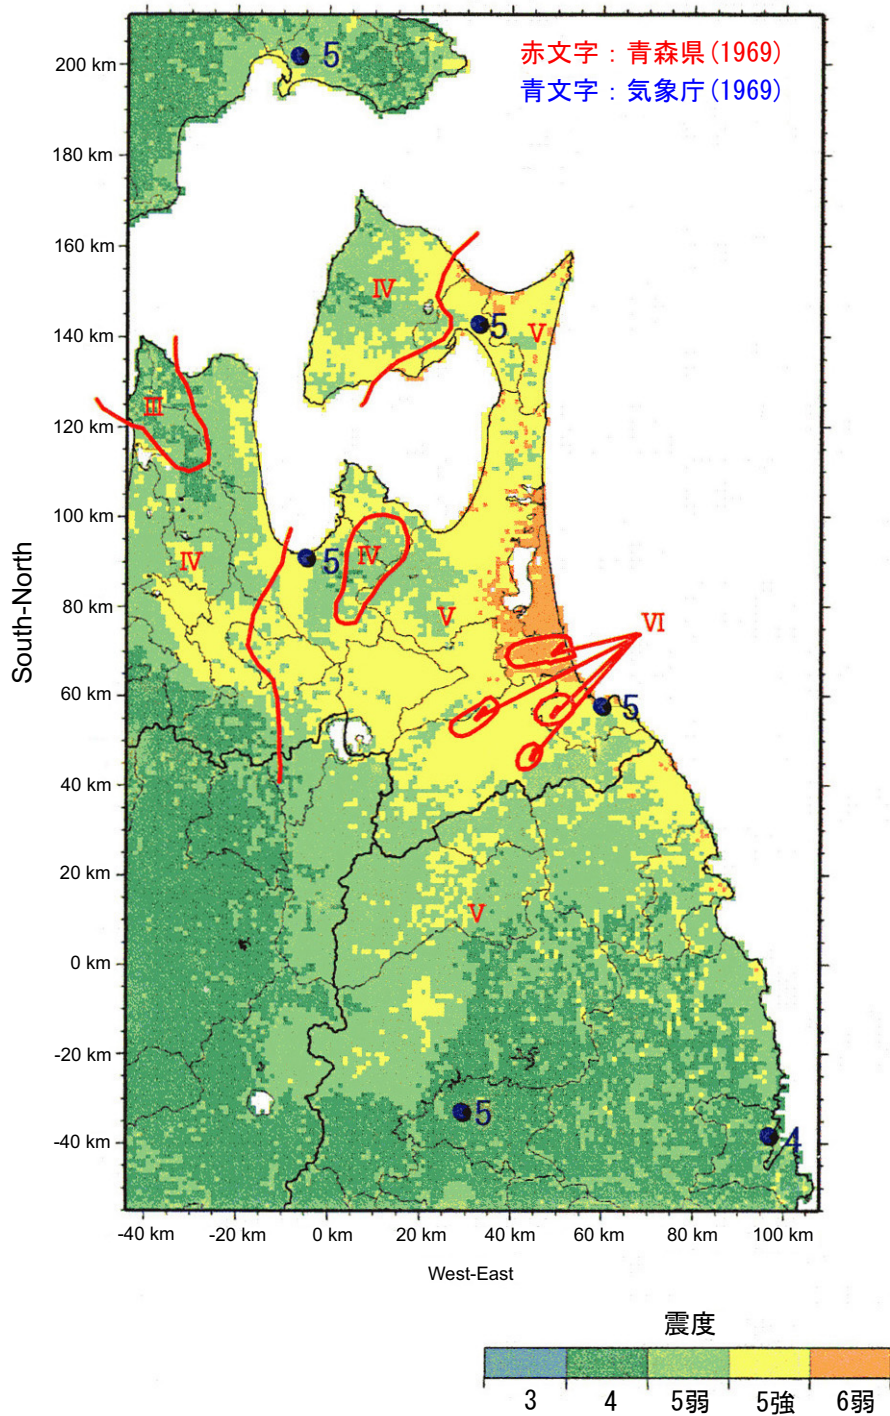 赤文字：青森県(1969)
青文字：気象庁(1969)
200 km
180 km
160 km
140 km
120 km
100 km
80 km
60 km
40 km
20 km
0 km
-20 km
-40 km
South-North
5
IV
5
V
III
IV
5
IV
V
VI
5
V
5
4
-40 km
-20 km
0 km
20 km
40 km
60 km
80 km
100 km
West-East
震度
3
4
5弱
5強
6弱